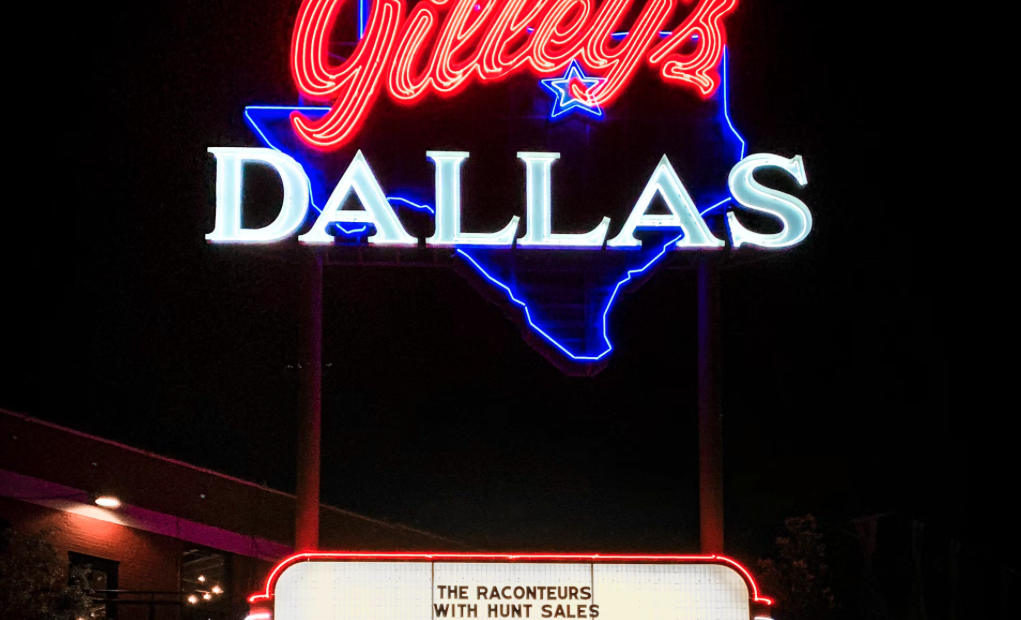 Gilley's
DALLAS
THE RACONTEURS
WITH HUNT SALES